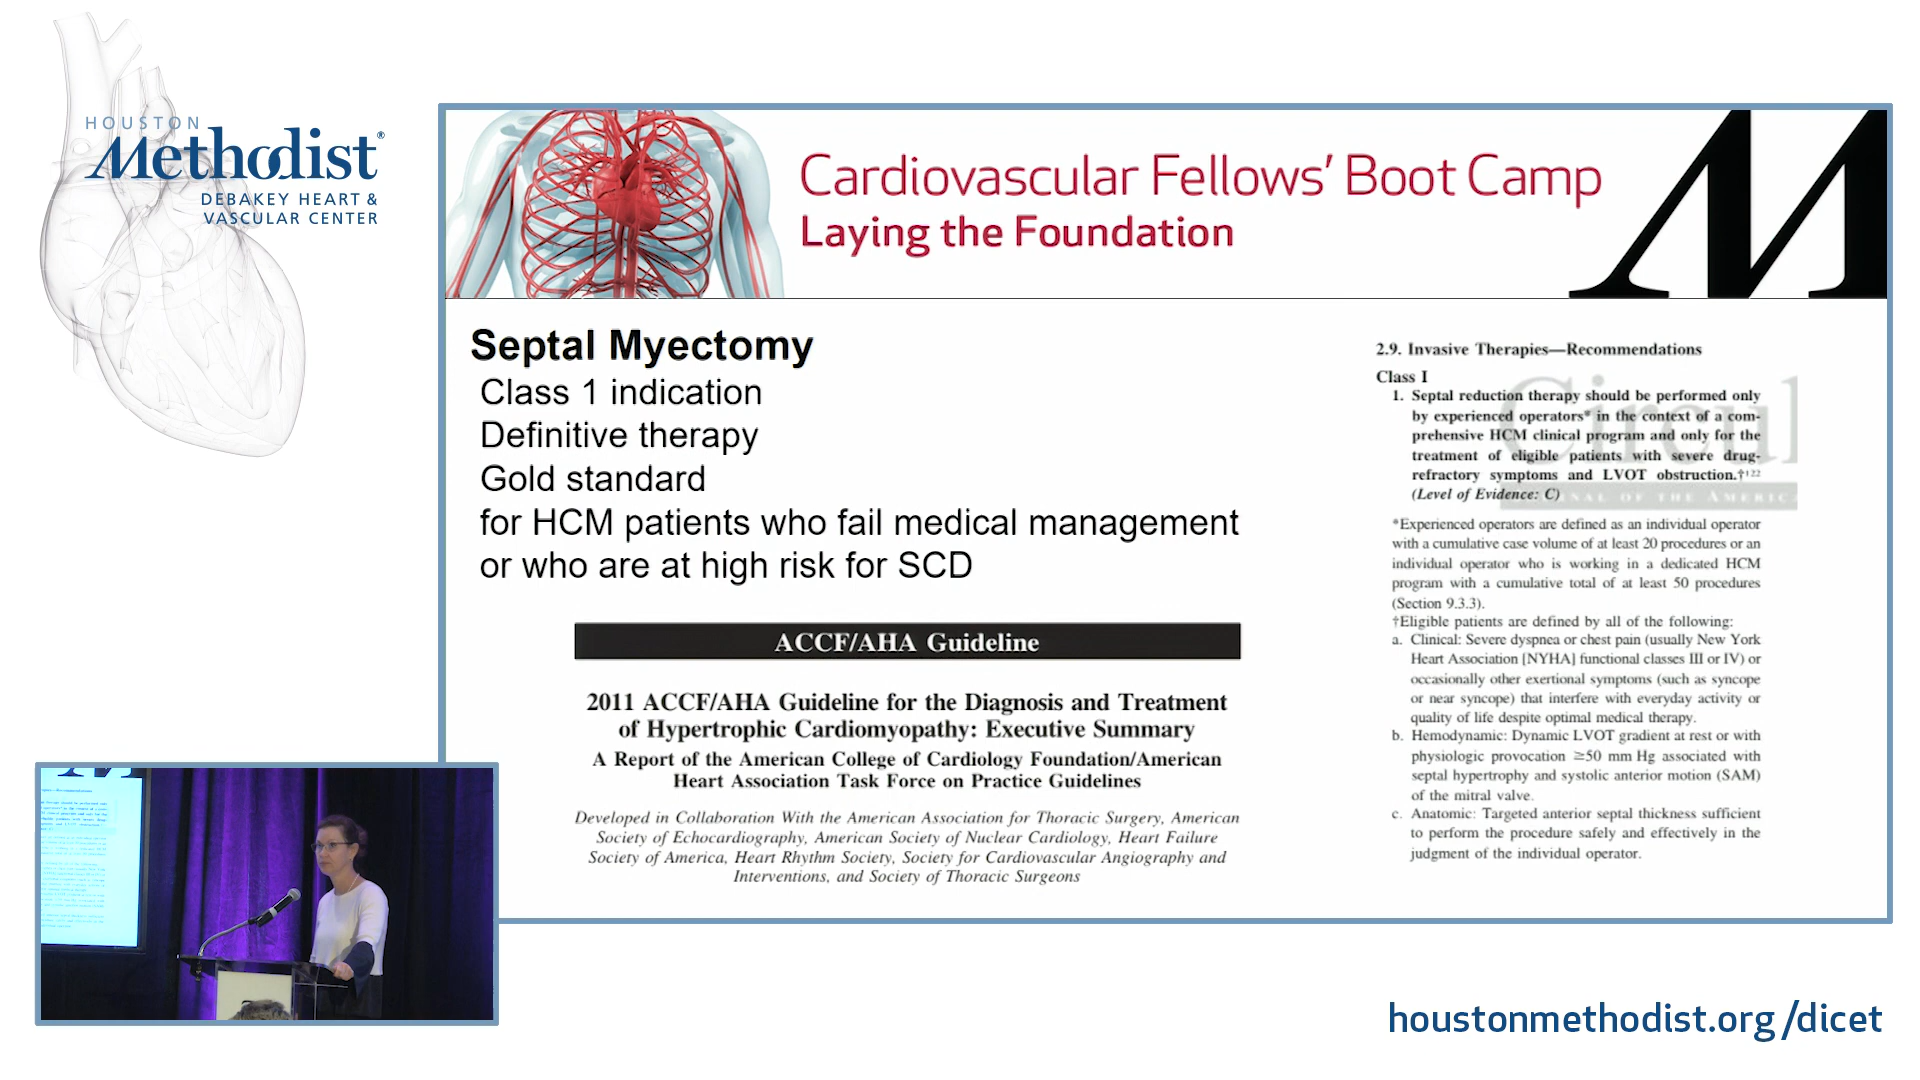 HOUSTON
Methodist®
DEBAKEY HEART &
VASCULAR CENTER
Cardiovascular Fellows' Boot Camp
Laying the Foundation
M
Septal Myectomy
Class 1 indication
Definitive therapy
Gold standard
for HCM patients who fail medical management
or who are at high risk for SCD
ACCF/AHA Guideline
2011 ACCF/AHA Guideline for the Diagnosis and Treatment
of Hypertrophic Cardiomyopathy: Executive Summary
A Report of the American College of Cardiology Foundation/American
Heart Association Task Force on Practice Guidelines
Developed in Collaboration With the American Association for Thoracic Surgery, American
Society of Echocardiography, American Society of Nuclear Cardiology, Heart Failure
Society of America, Heart Rhythm Society, Society for Cardiovascular Angiography and
Interventions, and Society of Thoracic Surgeons
2.9. Invasive Therapies—Recommendations
Class I
1. Septal reduction therapy should be performed only
by experienced operators* in the context of a com-
prehensive HCM clinical program and only for the
treatment of eligible patients with severe drug-
refractory symptoms and LVOT obstruction.†¹²²
(Level of Evidence: C)
*Experienced operators are defined as an individual operator
with a cumulative case volume of at least 20 procedures or an
individual operator who is working in a dedicated HCM
program with a cumulative total of at least 50 procedures
(Section 9.3.3).
†Eligible patients are defined by all of the following:
a. Clinical: Severe dyspnea or chest pain (usually New York
Heart Association [NYHA] functional classes III or IV) or
occasionally other exertional symptoms (such as syncope
or near syncope) that interfere with everyday activity or
quality of life despite optimal medical therapy.
b. Hemodynamic: Dynamic LVOT gradient at rest or with
physiologic provocation ≥50 mm Hg associated with
septal hypertrophy and systolic anterior motion (SAM)
of the mitral valve.
c. Anatomic: Targeted anterior septal thickness sufficient
to perform the procedure safely and effectively in the
judgment of the individual operator.
houstonmethodist.org/dicet